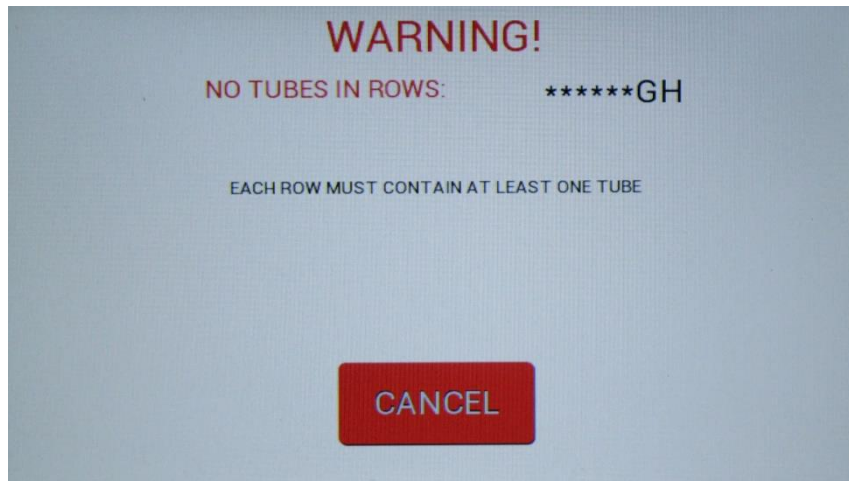 WARNING!
NO TUBES IN ROWS: ******GH
EACH ROW MUST CONTAIN AT LEAST ONE TUBE
CANCEL